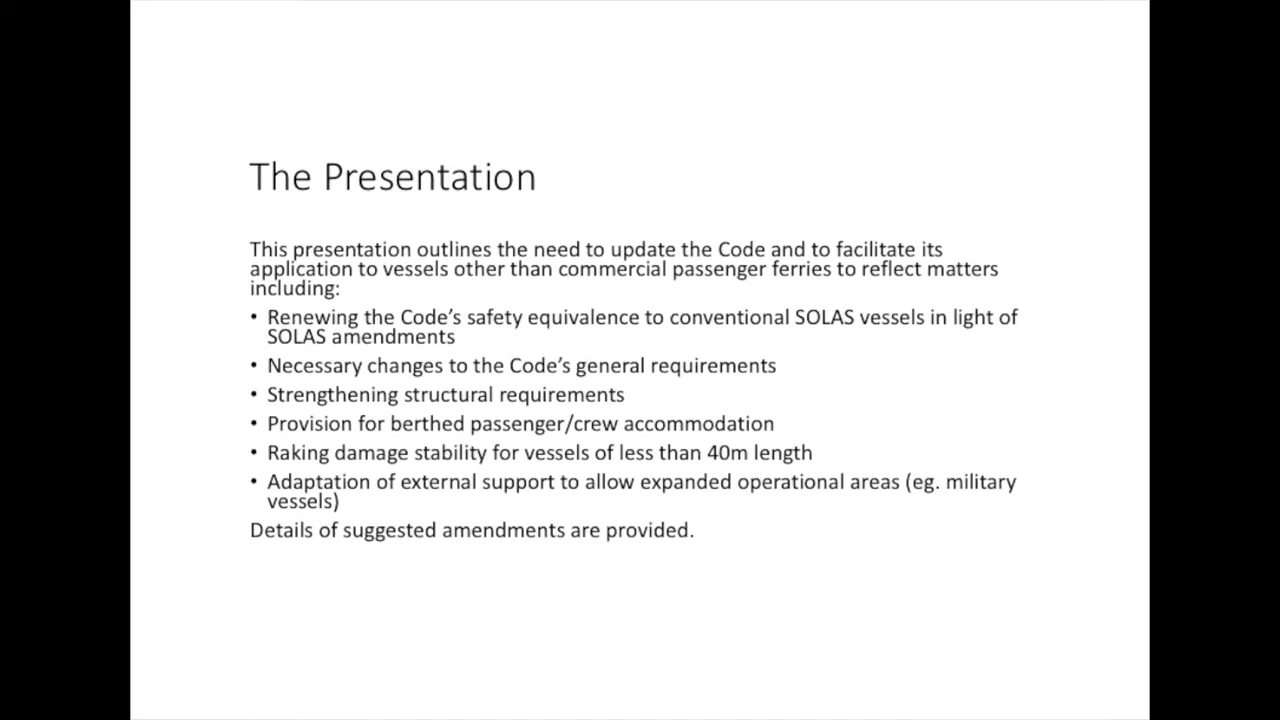 The Presentation
This presentation outlines the need to update the Code and to facilitate its
application to vessels other than commercial passenger ferries to reflect matters
including:
• Renewing the Code’s safety equivalence to conventional SOLAS vessels in light of
SOLAS amendments
• Necessary changes to the Code’s general requirements
• Strengthening structural requirements
• Provision for berthed passenger/crew accommodation
• Raking damage stability for vessels of less than 40m length
• Adaptation of external support to allow expanded operational areas (eg. military
vessels)
Details of suggested amendments are provided.